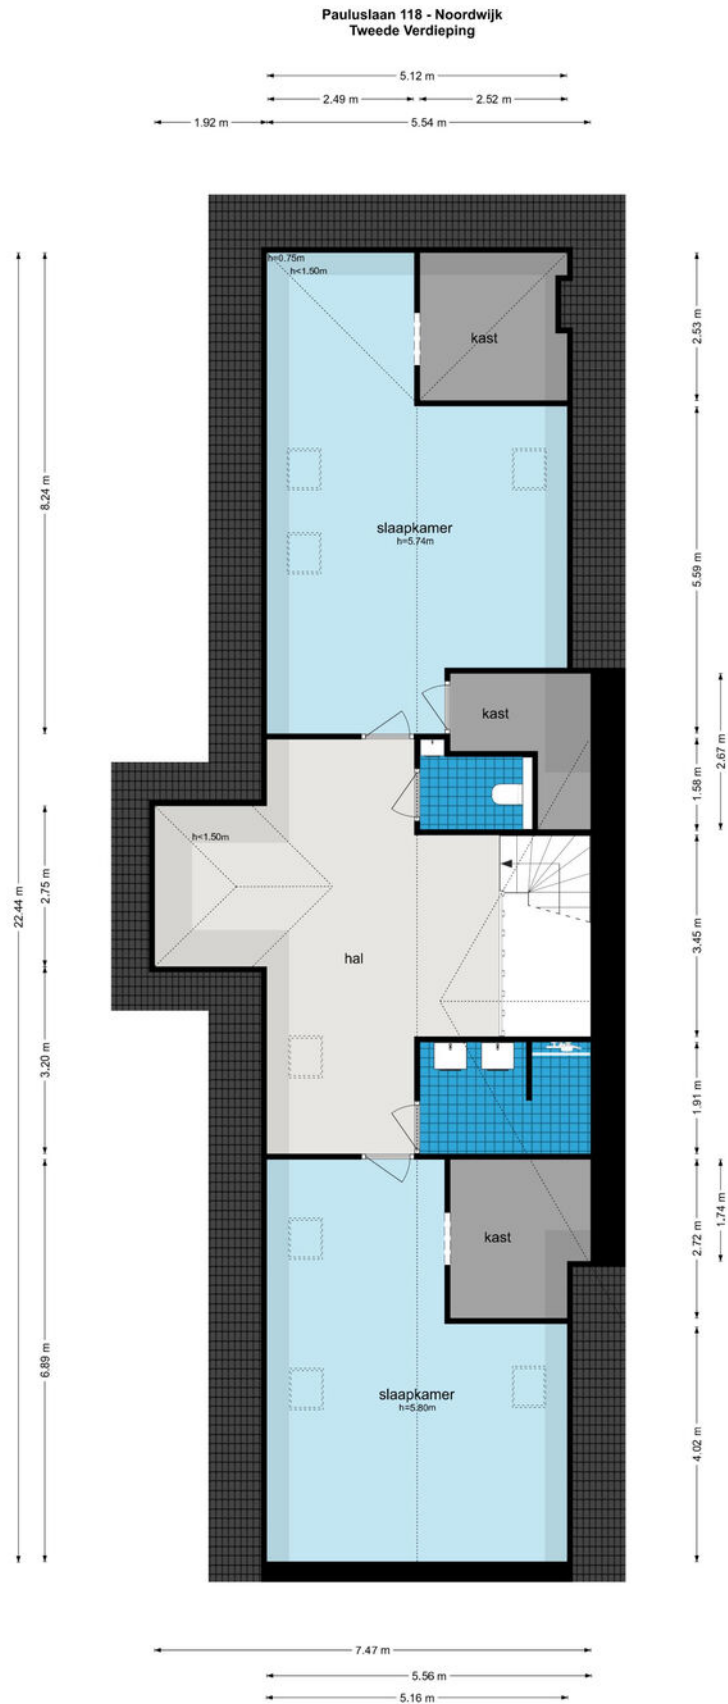 Pauluslaan 118 - Noordwijk
Tweede Verdieping
5.12 m
2.49 m
2.52 m
1.92 m
5.54 m
h=0.75m
h<1.50m
kast
2.53 m
8.24 m
slaapkamer
h=5.74m
5.59 m
kast
2.67 m
1.58 m
h<1.50m
2.75 m
22.44 m
3.45 m
hal
3.20 m
1.91 m
kast
1.74 m
2.72 m
6.89 m
slaapkamer
h=5.80m
4.02 m
7.47 m
5.56 m
5.16 m